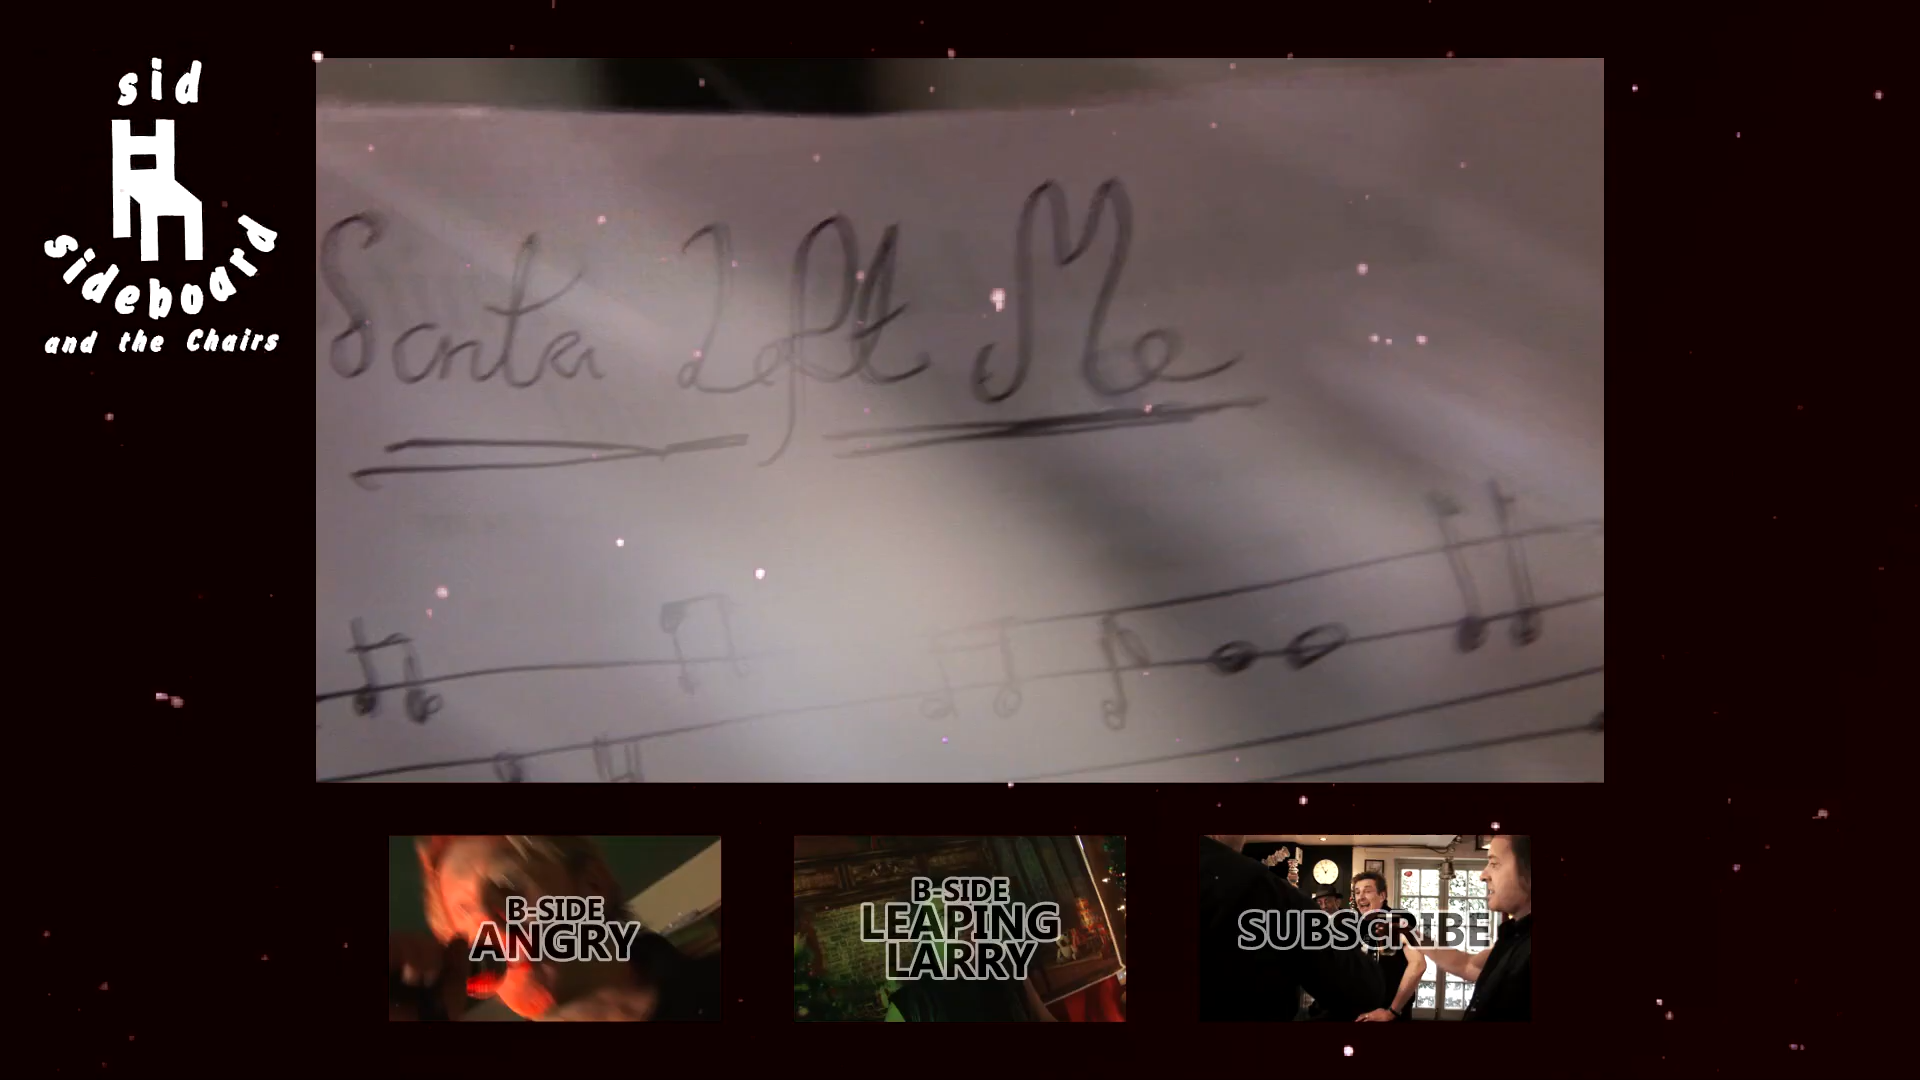 sid
sideboard
and the Chairs
Santa Left Me
B-SIDE
ANGRY
B-SIDE
LEAPING
LARRY
SUBSCRIBE